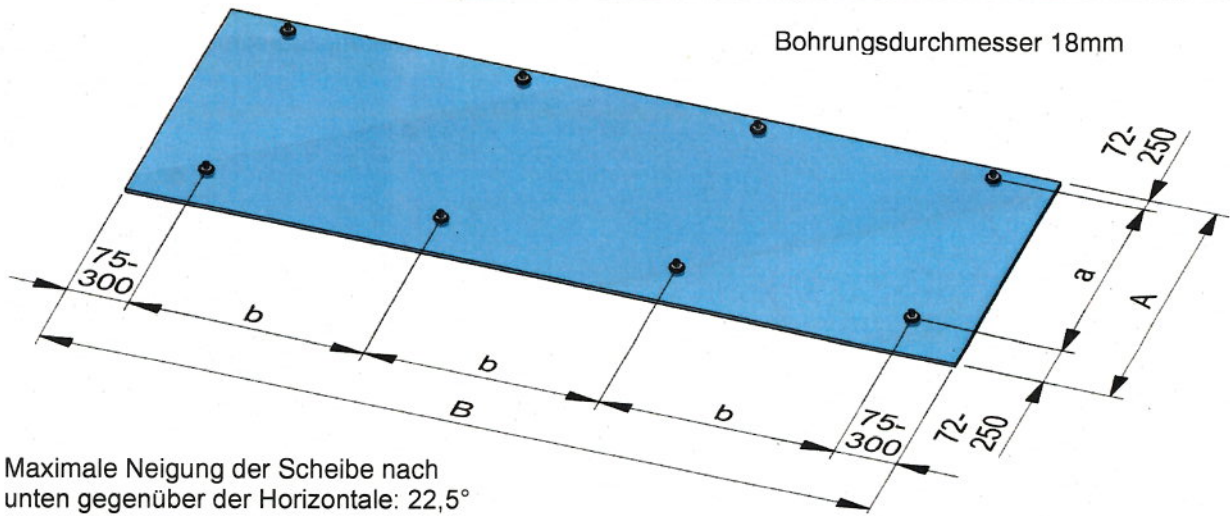 Bohrungsdurchmesser 18mm
72-
250
a
A
75-
300
b
b
b
B
75-
300
72-
250
Maximale Neigung der Scheibe nach
unten gegenüber der Horizontale: 22,5°